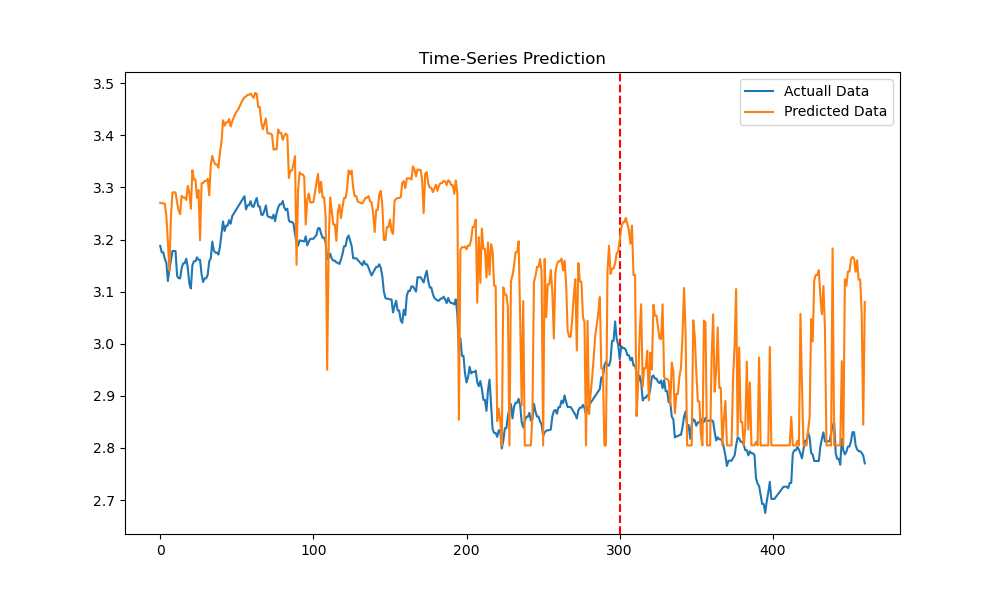 Time-Series Prediction
Actuall Data
Predicted Data
3.5
3.4
3.3
3.2
3.1
3.0
2.9
2.8
2.7
0 100 200 300 400